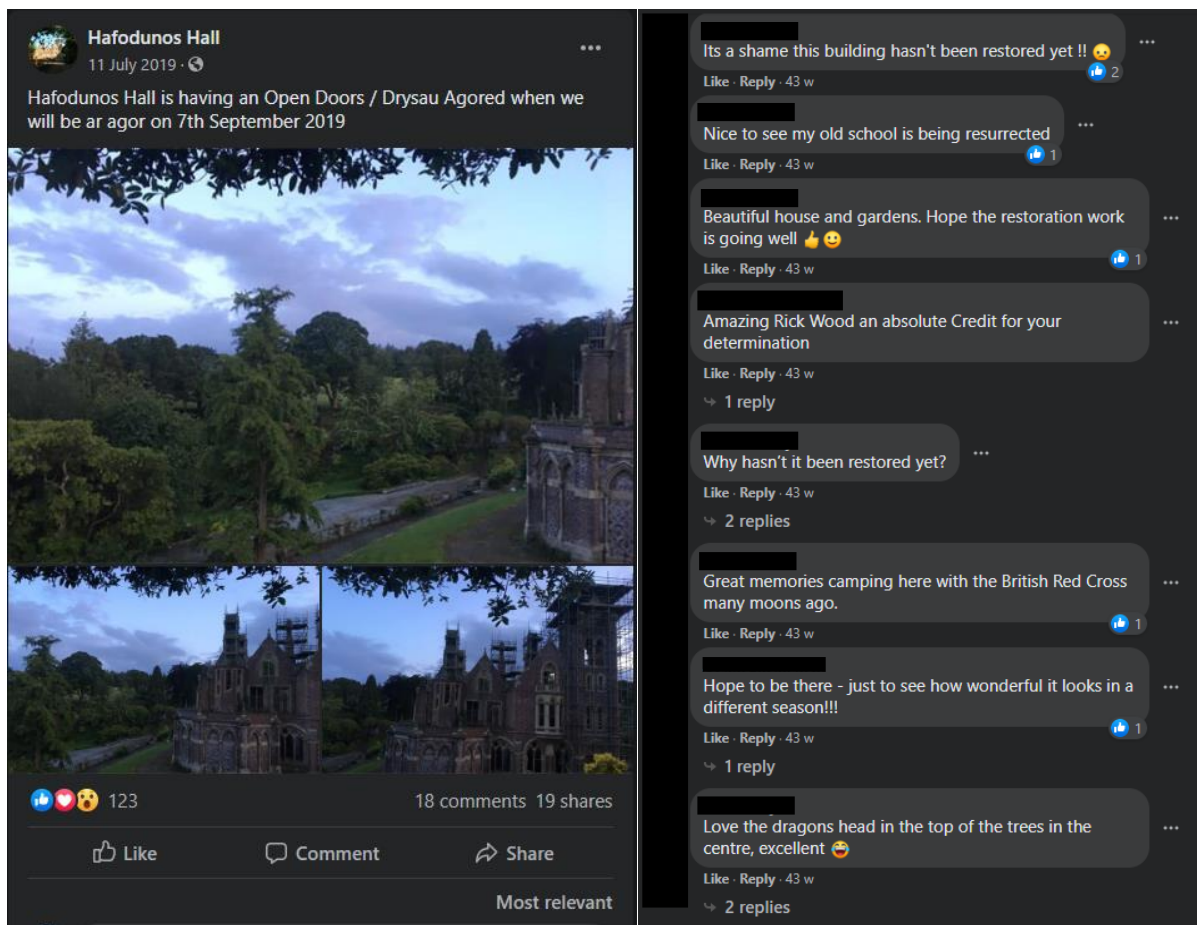 Hafodunos Hall
11 July 2019 ·
Hafodunos Hall is having an Open Doors / Drysau Agored when we
will be ar agor on 7th September 2019
123
18 comments 19 shares
Like Comment Share
Most relevant
Its a shame this building hasn't been restored yet !!
2
Like · Reply · 43 w
Nice to see my old school is being resurrected
1
Like · Reply · 43 w
Beautiful house and gardens. Hope the restoration work
is going well
1
Like · Reply · 43 w
Amazing Rick Wood an absolute Credit for your
determination
Like · Reply · 43 w
1 reply
Why hasn't it been restored yet?
Like · Reply · 43 w
2 replies
Great memories camping here with the British Red Cross
many moons ago.
1
Like · Reply · 43 w
Hope to be there - just to see how wonderful it looks in a
different season!!!
1
Like · Reply · 43 w
1 reply
Love the dragons head in the top of the trees in the
centre, excellent
Like · Reply · 43 w
2 replies